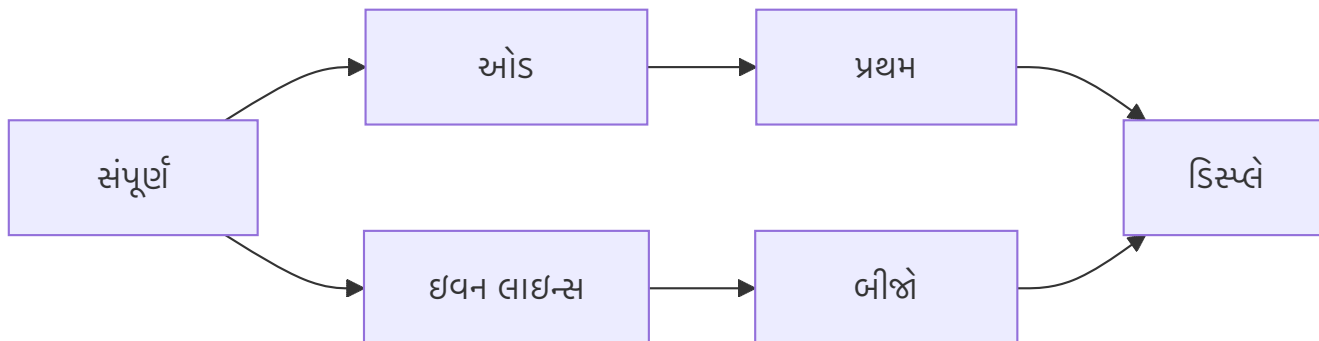 ઓડ
પ્રથમ
સંપૂર્ણ
ડિસ્પ્લે
ઇવન લાઇન્સ
બીજો